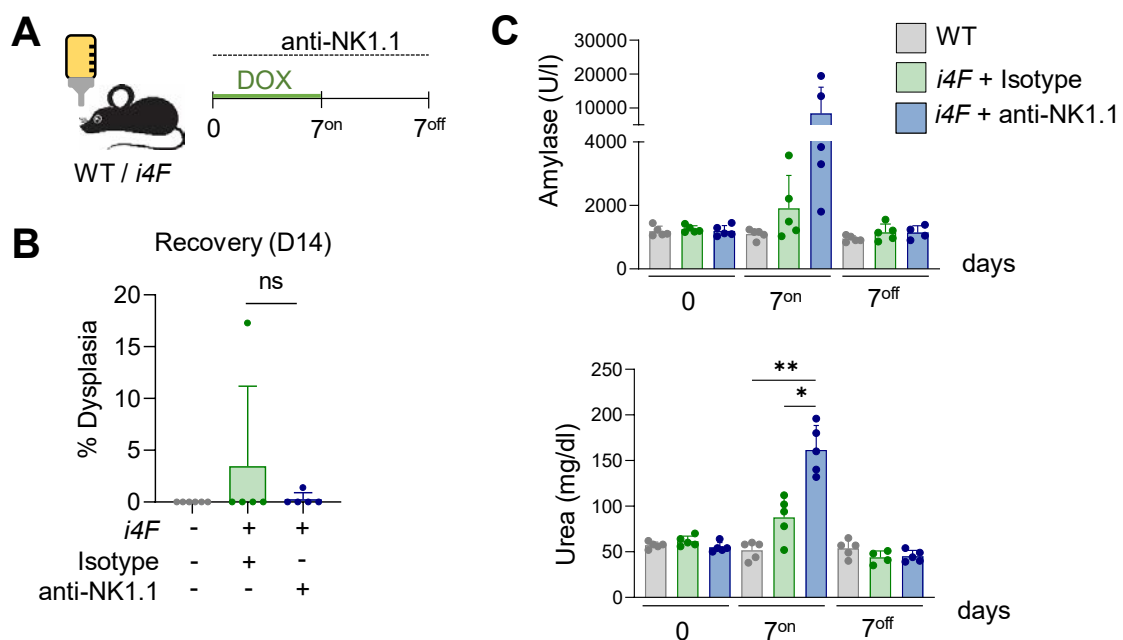 A
anti-NK1.1
DOX
0 7ᵒⁿ 7ᵒᶠᶠ
WT / i4F
B
Recovery (D14)
ns
% Dysplasia
20
15
10
5
0
i4F - + +
Isotype - + -
anti-NK1.1 - - +
C
WT
i4F + Isotype
i4F + anti-NK1.1
Amylase (U/l)
30000
20000
10000
4000
2000
0
days
0 7ᵒⁿ 7ᵒᶠᶠ
Urea (mg/dl)
250
200
150
100
50
0
**
*
days
0 7ᵒⁿ 7ᵒᶠᶠ